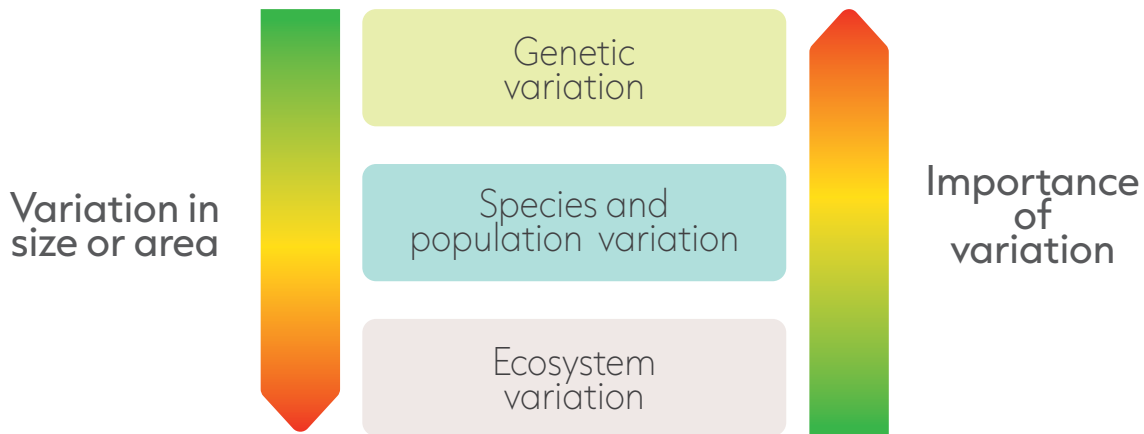 Genetic
variation
Variation in
size or area
Species and
population variation
Importance
of
variation
Ecosystem
variation